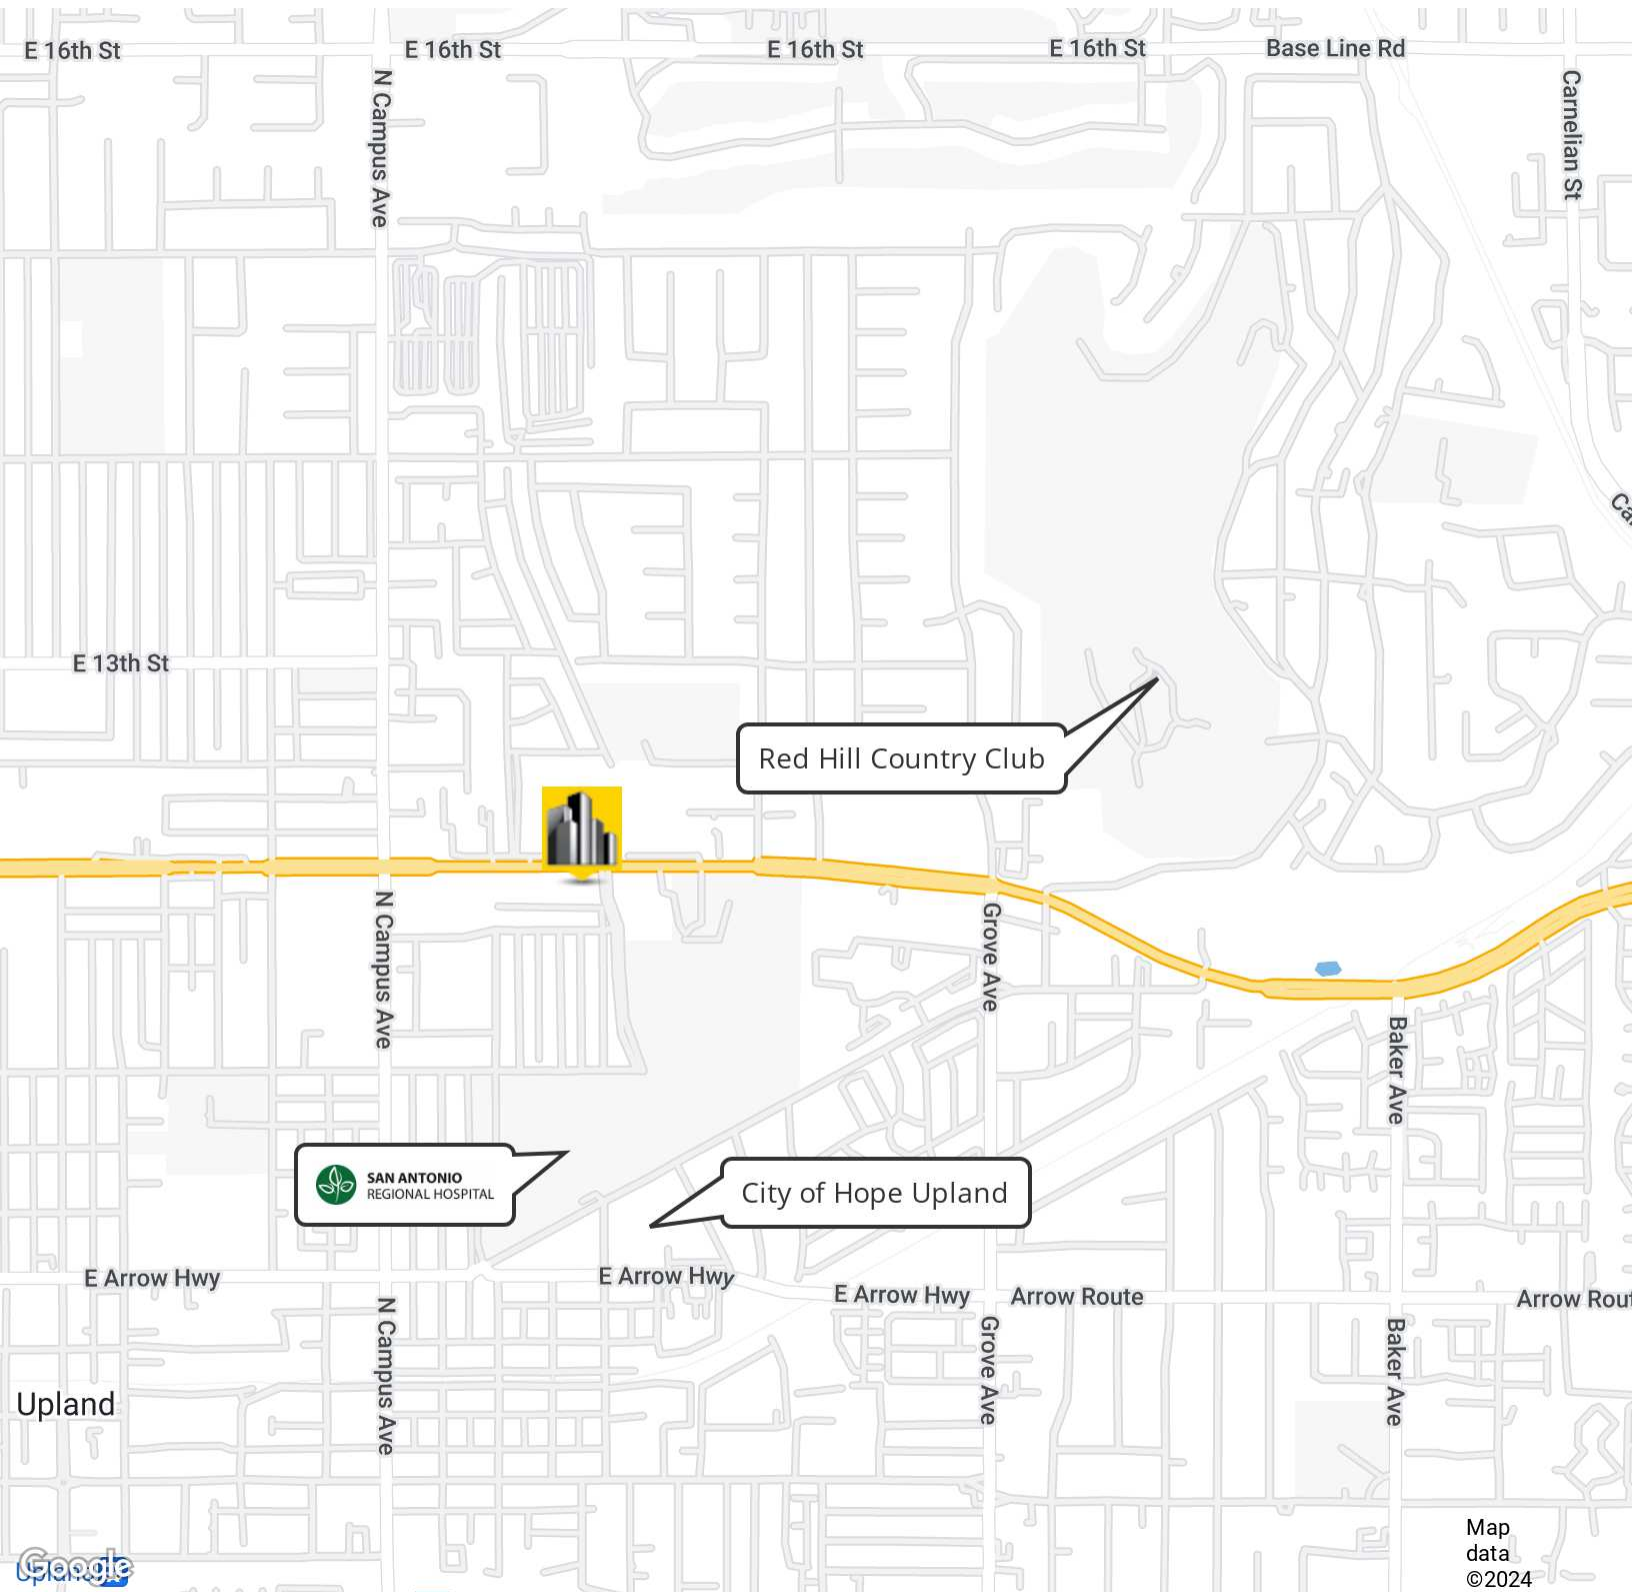 E 16th St
E 16th St
E 16th St
E 16th St
Base Line Rd
N Campus Ave
Carnelian St
E 13th St
Red Hill Country Club
N Campus Ave
Grove Ave
Baker Ave
SAN ANTONIO
REGIONAL HOSPITAL
City of Hope Upland
E Arrow Hwy
E Arrow Hwy
E Arrow Hwy
Arrow Route
Arrow Rout
N Campus Ave
Grove Ave
Baker Ave
Upland
Map
data
©2024
Google